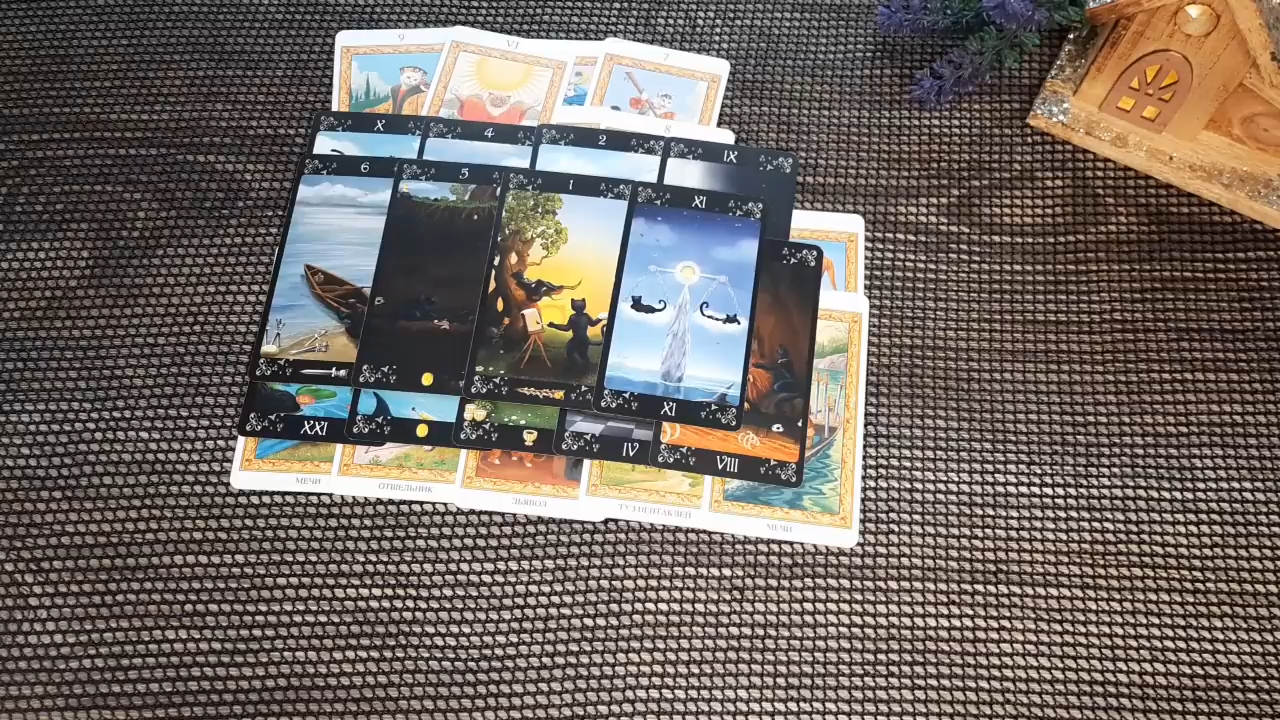 9
VI
7
8
X
4
2
IX
6
5
1
XI
XI
XXI
IV
VIII
МЕЧИ
ОТШЕЛЬНИК
ДЬЯВОЛ
ТУЗ ПЕНТАКЛЕЙ
МЕЧИ